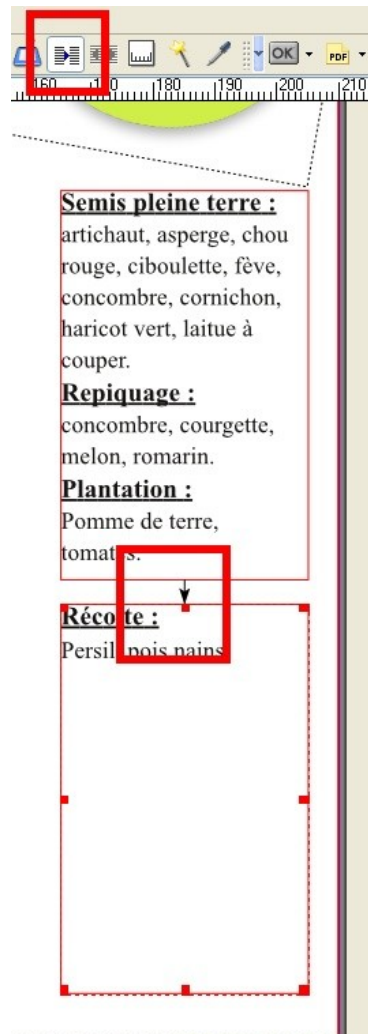 OK
PDF
160 170 180 190 200 210
Semis pleine terre :
artichaut, asperge, chou
rouge, ciboulette, fève,
concombre, cornichon,
haricot vert, laitue à
couper.
Repiquage :
concombre, courgette,
melon, romarin.
Plantation :
Pomme de terre,
tomates.
Récolte :
Persil, pois nains